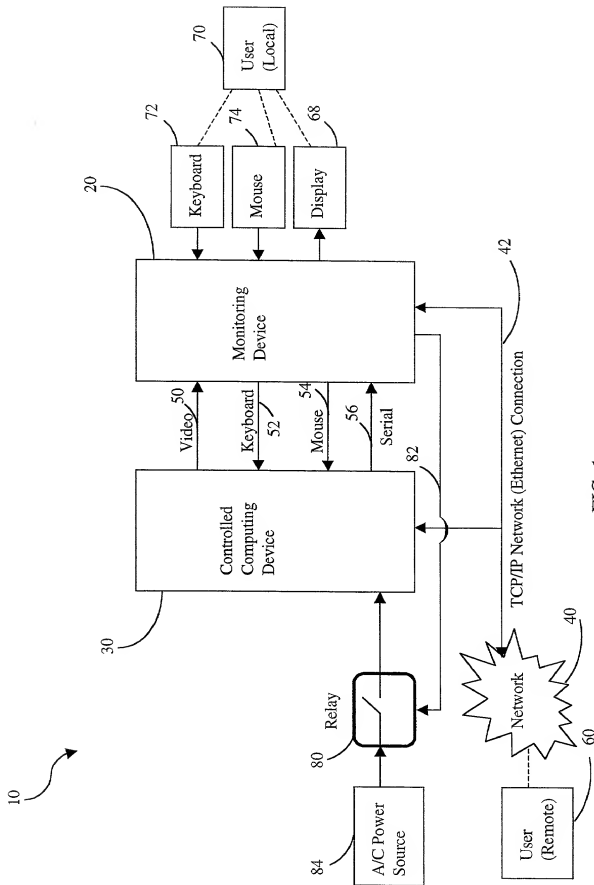 10
30
20
72
Keyboard
74
Mouse
68
Display
70
User
(Local)
Controlled
Computing
Device
Monitoring
Device
Video
50
Keyboard
52
Mouse
54
56
Serial
82
Relay
80
84
A/C Power
Source
42
TCP/IP Network (Ethernet) Connection
40
Network
60
User
(Remote)